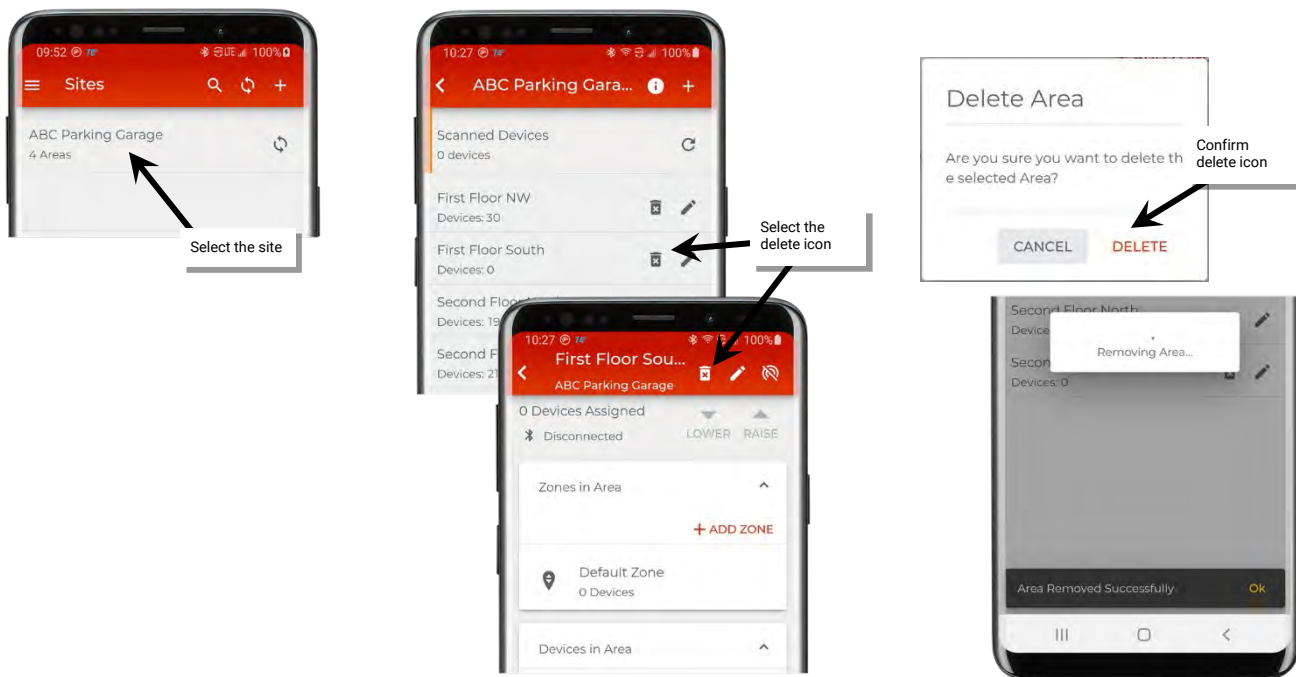 09:52 78° LTE 100%
Sites
ABC Parking Garage
4 Areas
Select the site
10:27 100%
ABC Parking Gara...
Scanned Devices
0 devices
First Floor NW
Devices: 30
First Floor South
Devices: 0
Second Floor
Devices: 19
Second F
Devices: 21
Select the
delete icon
10:27 100%
First Floor Sou...
ABC Parking Garage
0 Devices Assigned
Disconnected
LOWER RAISE
Zones in Area
+ ADD ZONE
Default Zone
0 Devices
Devices in Area
Delete Area
Are you sure you want to delete th
e selected Area?
CANCEL DELETE
Confirm
delete icon
Second Floor North
Device
Removing Area...
Secon
Devices: 0
Area Removed Successfully Ok